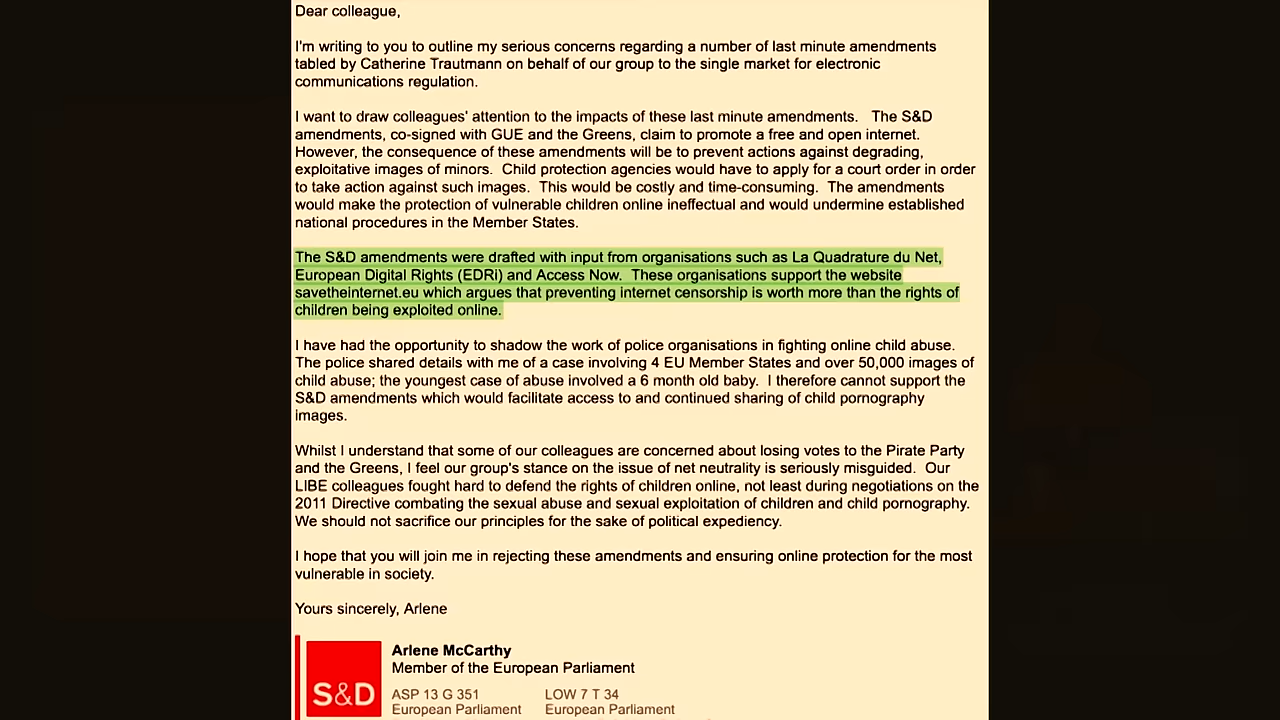 Dear colleague,
I'm writing to you to outline my serious concerns regarding a number of last minute amendments
tabled by Catherine Trautmann on behalf of our group to the single market for electronic
communications regulation.
I want to draw colleagues' attention to the impacts of these last minute amendments. The S&D
amendments, co-signed with GUE and the Greens, claim to promote a free and open internet.
However, the consequence of these amendments will be to prevent actions against degrading,
exploitative images of minors. Child protection agencies would have to apply for a court order in order
to take action against such images. This would be costly and time-consuming. The amendments
would make the protection of vulnerable children online ineffectual and would undermine established
national procedures in the Member States.
The S&D amendments were drafted with input from organisations such as La Quadrature du Net,
European Digital Rights (EDRi) and Access Now. These organisations support the website
savetheinternet.eu which argues that preventing internet censorship is worth more than the rights of
children being exploited online.
I have had the opportunity to shadow the work of police organisations in fighting online child abuse.
The police shared details with me of a case involving 4 EU Member States and over 50,000 images of
child abuse; the youngest case of abuse involved a 6 month old baby. I therefore cannot support the
S&D amendments which would facilitate access to and continued sharing of child pornography
images.
Whilst I understand that some of our colleagues are concerned about losing votes to the Pirate Party
and the Greens, I feel our group's stance on the issue of net neutrality is seriously misguided. Our
LIBE colleagues fought hard to defend the rights of children online, not least during negotiations on the
2011 Directive combating the sexual abuse and sexual exploitation of children and child pornography.
We should not sacrifice our principles for the sake of political expediency.
I hope that you will join me in rejecting these amendments and ensuring online protection for the most
vulnerable in society.
Yours sincerely, Arlene
Arlene McCarthy
Member of the European Parliament
S&D
ASP 13 G 351 LOW 7 T 34
European Parliament European Parliament